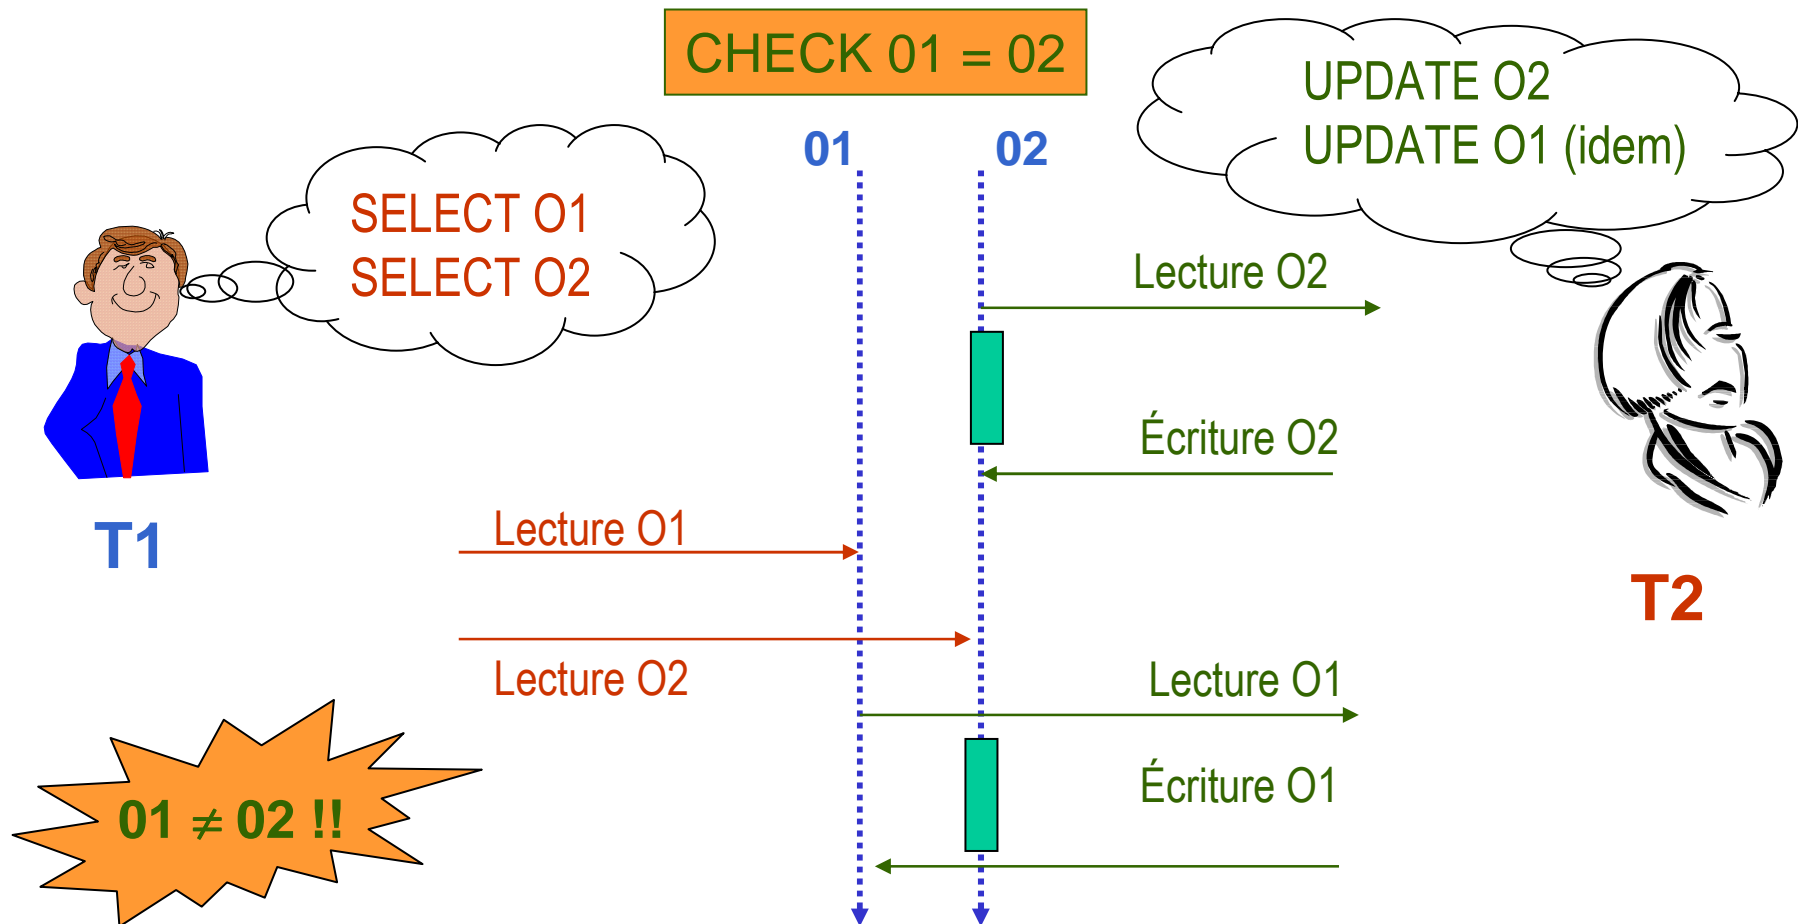 CHECK 01 = 02
UPDATE O2
UPDATE O1 (idem)
01
02
SELECT O1
SELECT O2
Lecture O2
Écriture O2
T1
Lecture O1
T2
Lecture O2
Lecture O1
Écriture O1
01 ≠ 02 !!